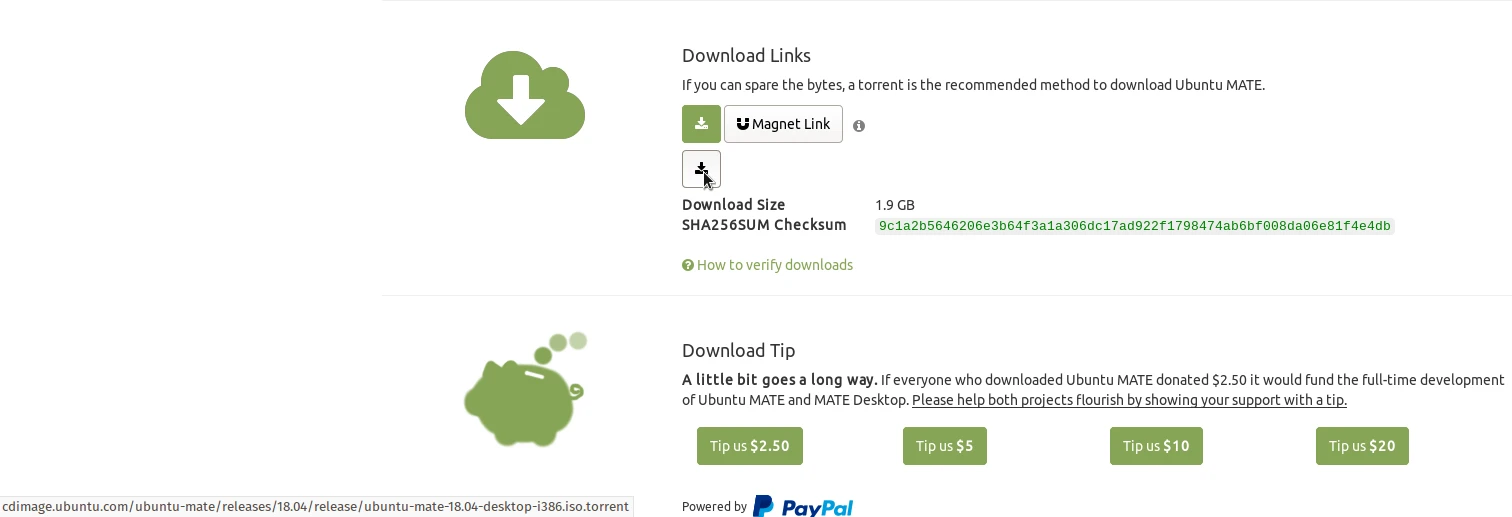 Download Links
If you can spare the bytes, a torrent is the recommended method to download Ubuntu MATE.
Magnet Link
Download Size 1.9 GB
SHA256SUM Checksum 9c1a2b5646206e3b64f3a1a306dc17ad922f1798474ab6bf008da06e81f4e4db
How to verify downloads
Download Tip
A little bit goes a long way. If everyone who downloaded Ubuntu MATE donated $2.50 it would fund the full-time development
of Ubuntu MATE and MATE Desktop. Please help both projects flourish by showing your support with a tip.
Tip us $2.50 Tip us $5 Tip us $10 Tip us $20
Powered by PayPal
cdimage.ubuntu.com/ubuntu-mate/releases/18.04/release/ubuntu-mate-18.04-desktop-i386.iso.torrent